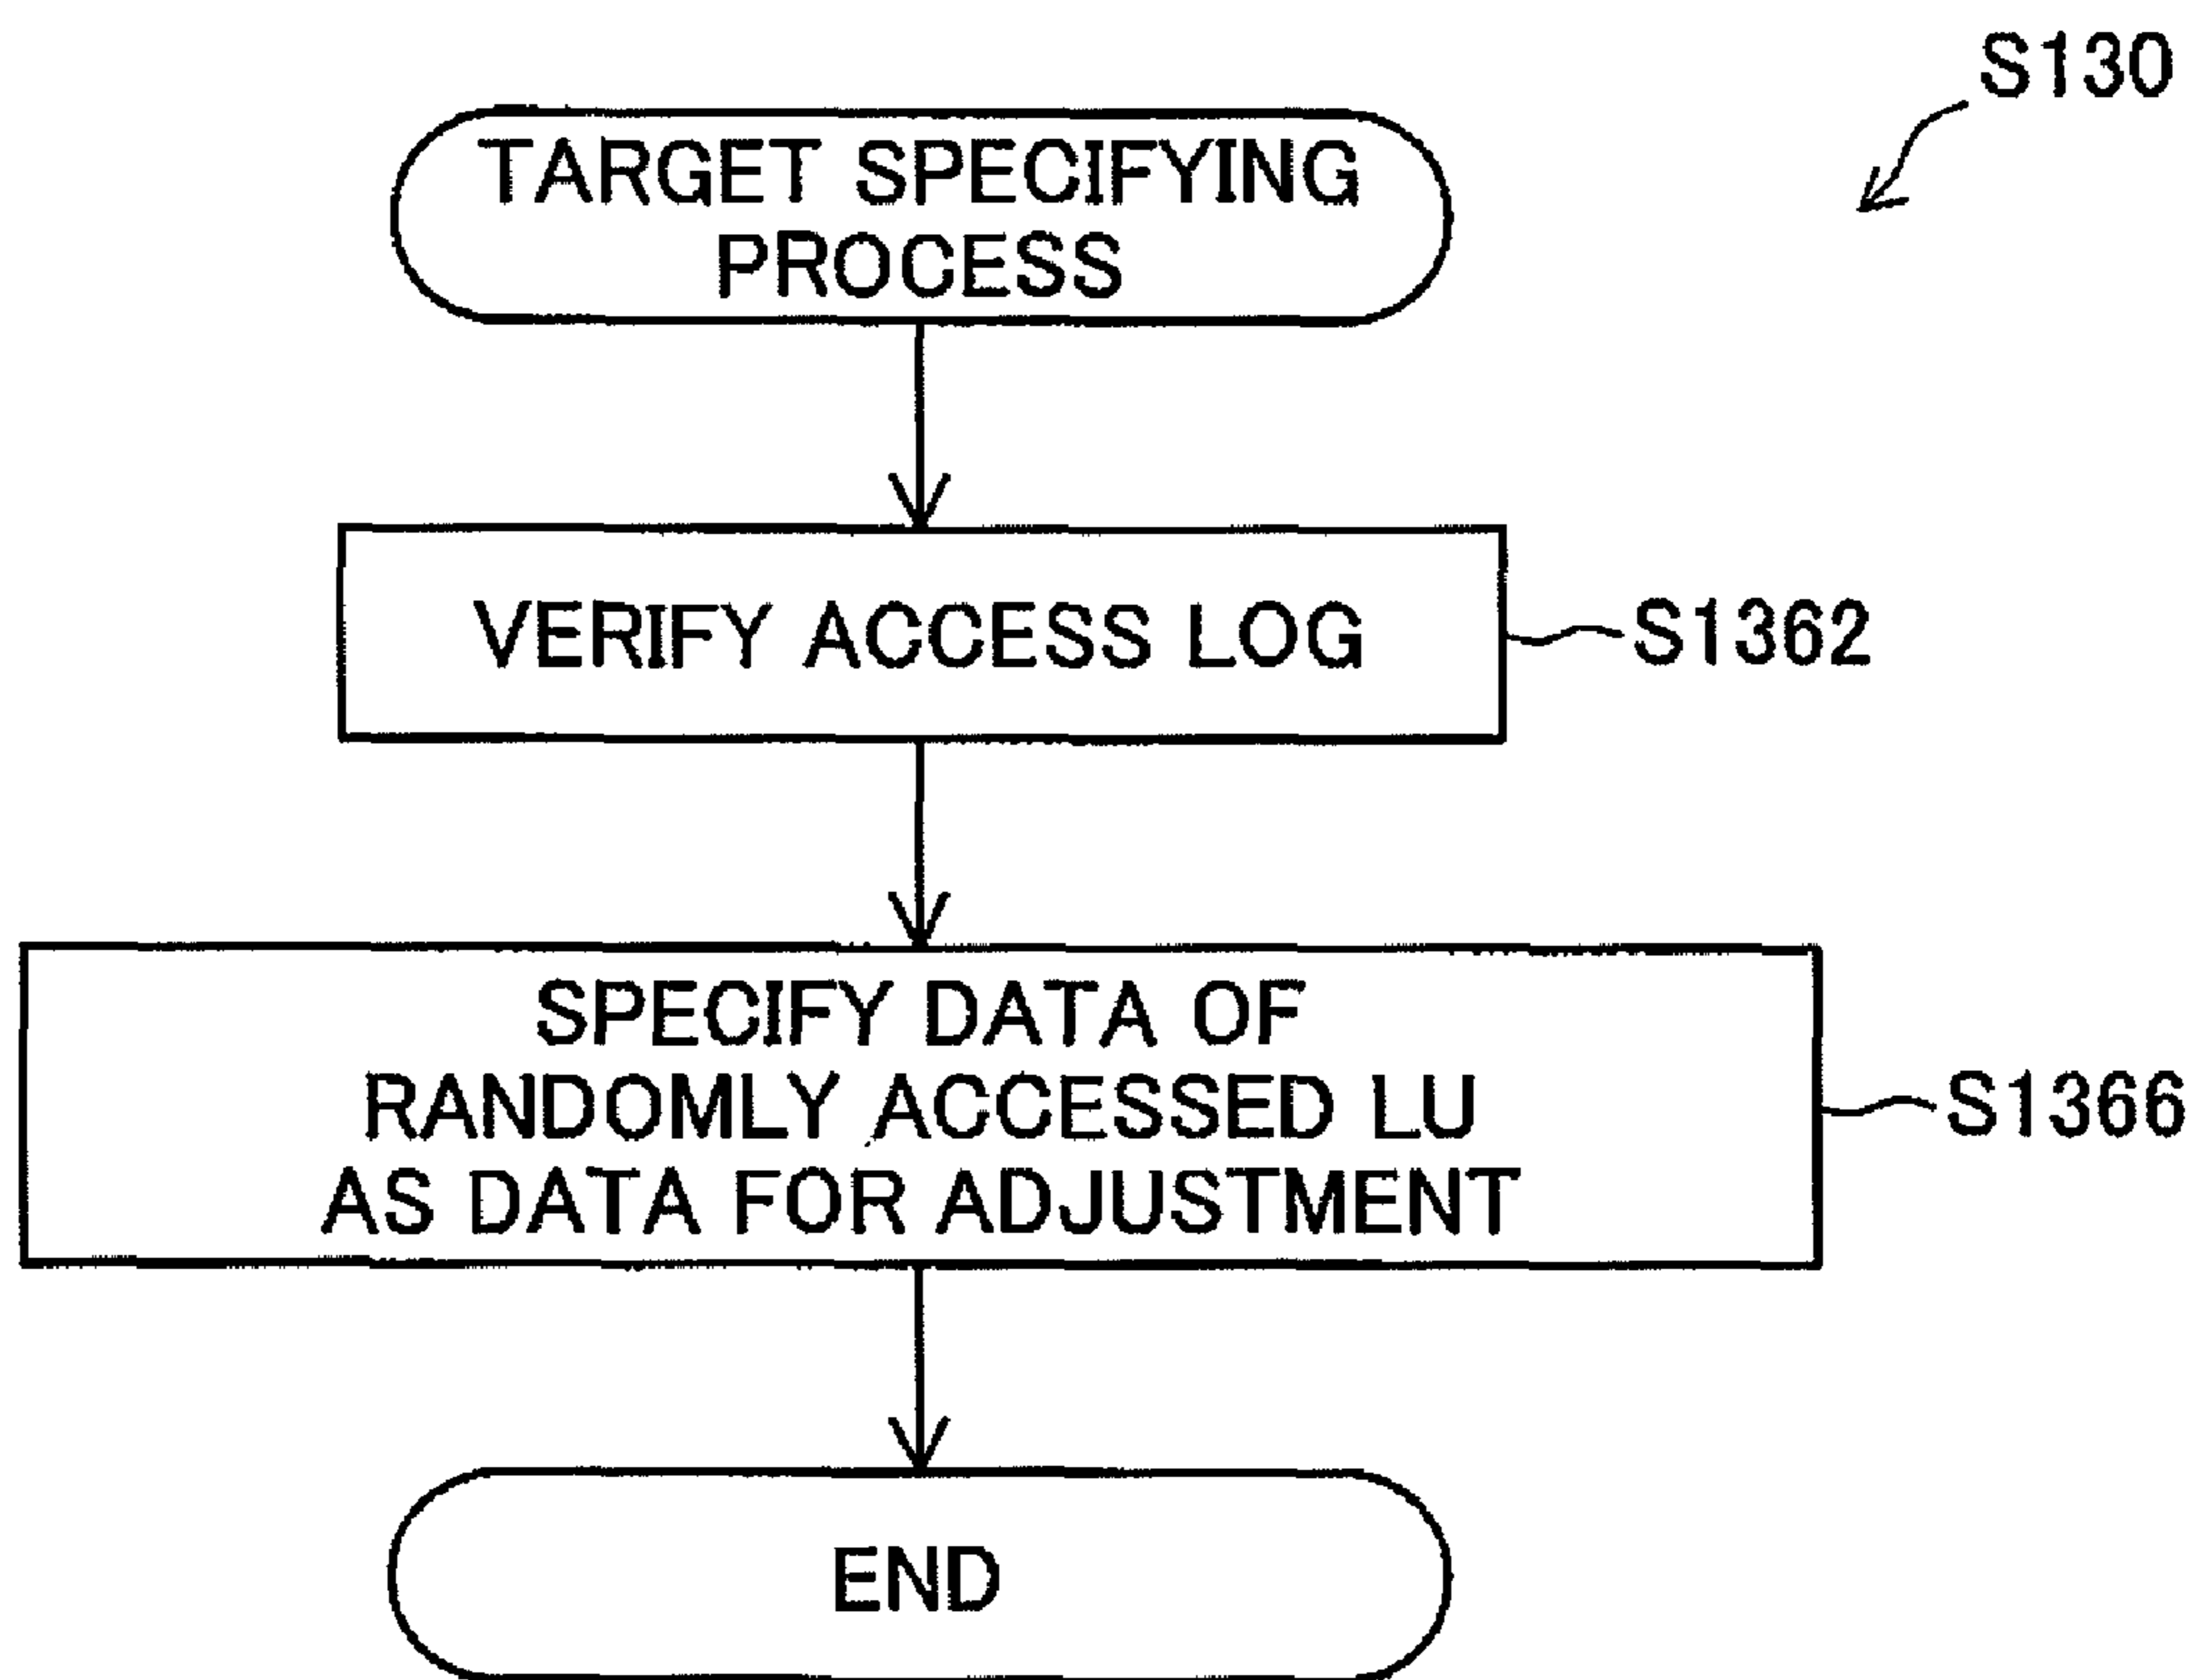 S130
TARGET SPECIFYING
PROCESS
VERIFY ACCESS LOG
S1362
SPECIFY DATA OF
RANDOMLY ACCESSED LU
AS DATA FOR ADJUSTMENT
S1366
END